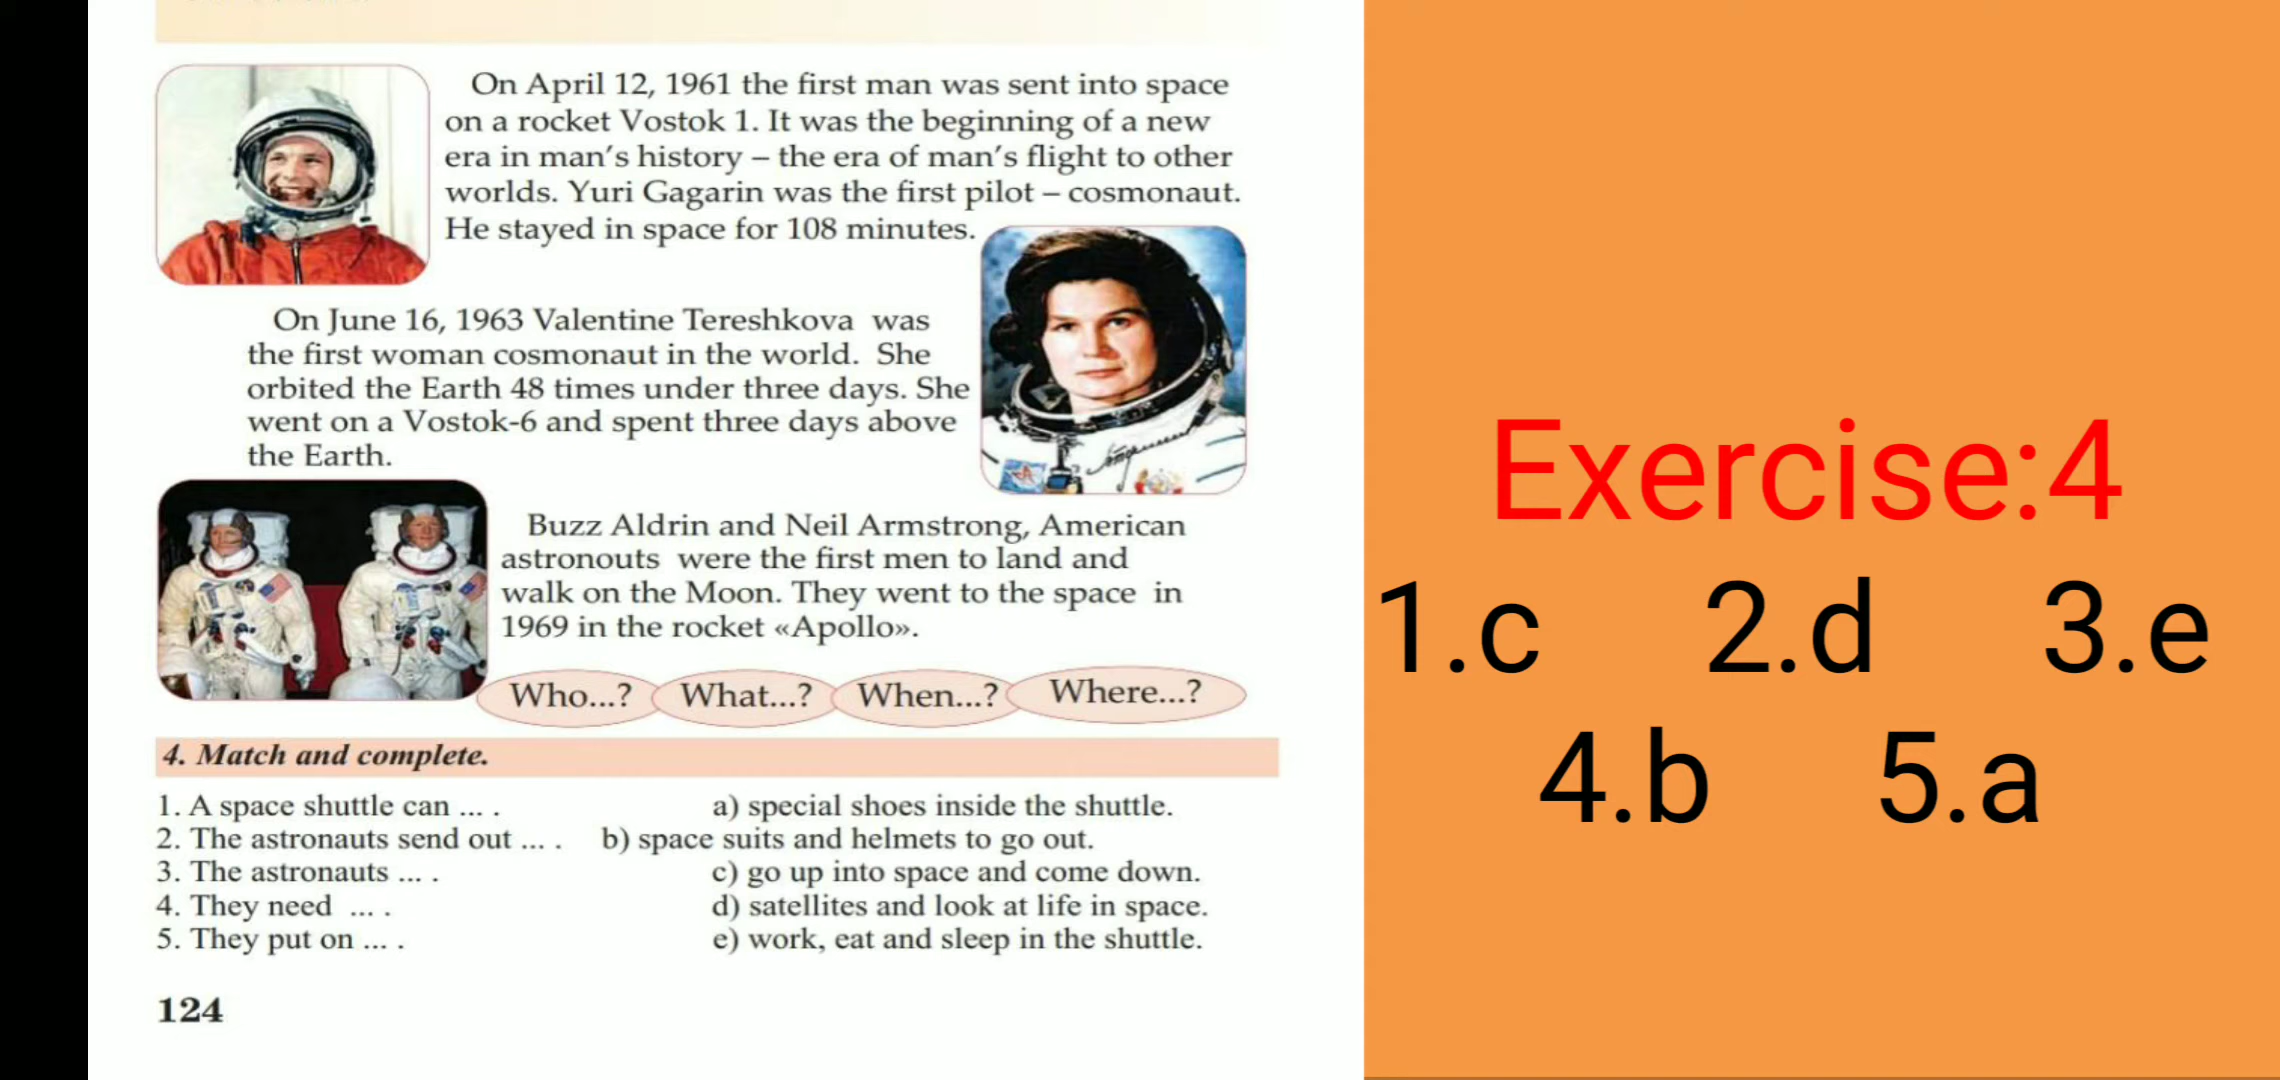 On April 12, 1961 the first man was sent into space
on a rocket Vostok 1. It was the beginning of a new
era in man's history – the era of man's flight to other
worlds. Yuri Gagarin was the first pilot – cosmonaut.
He stayed in space for 108 minutes.
On June 16, 1963 Valentine Tereshkova was
the first woman cosmonaut in the world. She
orbited the Earth 48 times under three days. She
went on a Vostok-6 and spent three days above
the Earth.
Buzz Aldrin and Neil Armstrong, American
astronouts were the first men to land and
walk on the Moon. They went to the space in
1969 in the rocket «Apollo».
Who...? What...? When...? Where...?
4. Match and complete.
1. A space shuttle can ... . a) special shoes inside the shuttle.
2. The astronauts send out ... . b) space suits and helmets to go out.
3. The astronauts ... . c) go up into space and come down.
4. They need ... . d) satellites and look at life in space.
5. They put on ... . e) work, eat and sleep in the shuttle.
124
Exercise:4
1.c 2.d 3.e
4.b 5.a